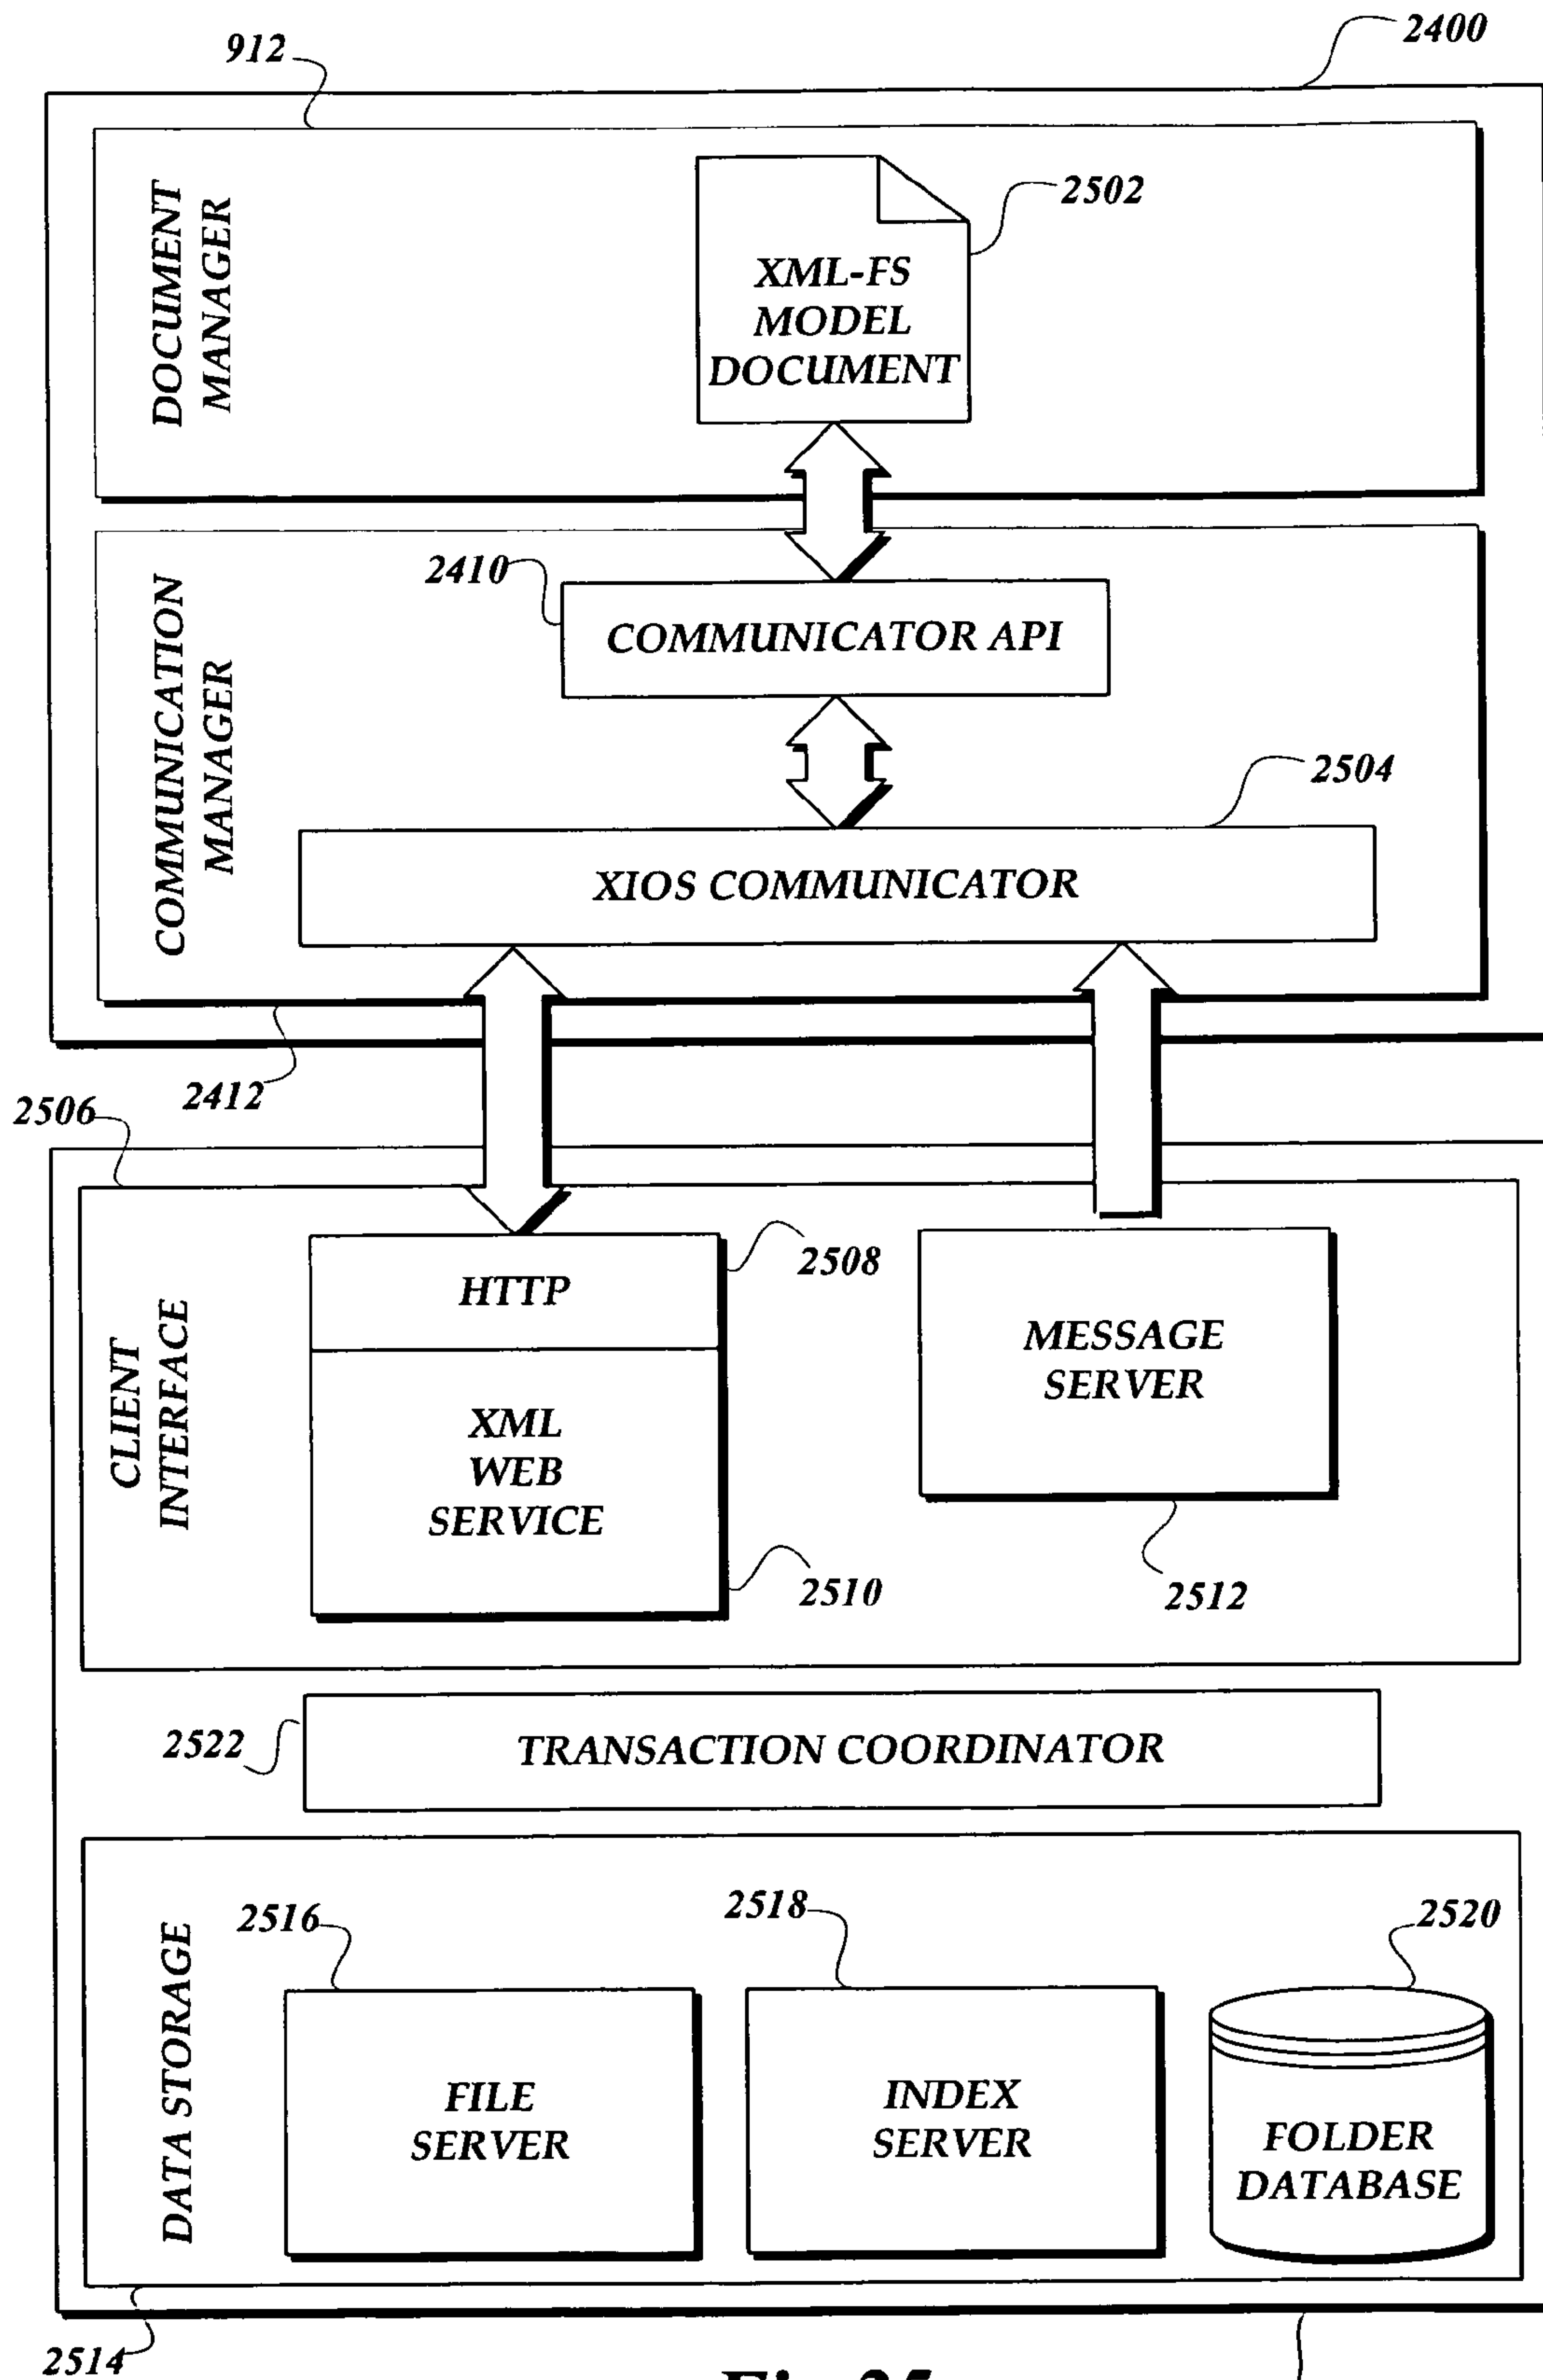 912
2400
DOCUMENT
MANAGER
2502
XML-FS
MODEL
DOCUMENT
COMMUNICATION
MANAGER
2410
COMMUNICATOR API
2504
XIOS COMMUNICATOR
2412
2506
CLIENT
INTERFACE
HTTP
2508
XML
WEB
SERVICE
2510
MESSAGE
SERVER
2512
2522
TRANSACTION COORDINATOR
DATA STORAGE
2516
2518
2520
FILE
SERVER
INDEX
SERVER
FOLDER
DATABASE
2514